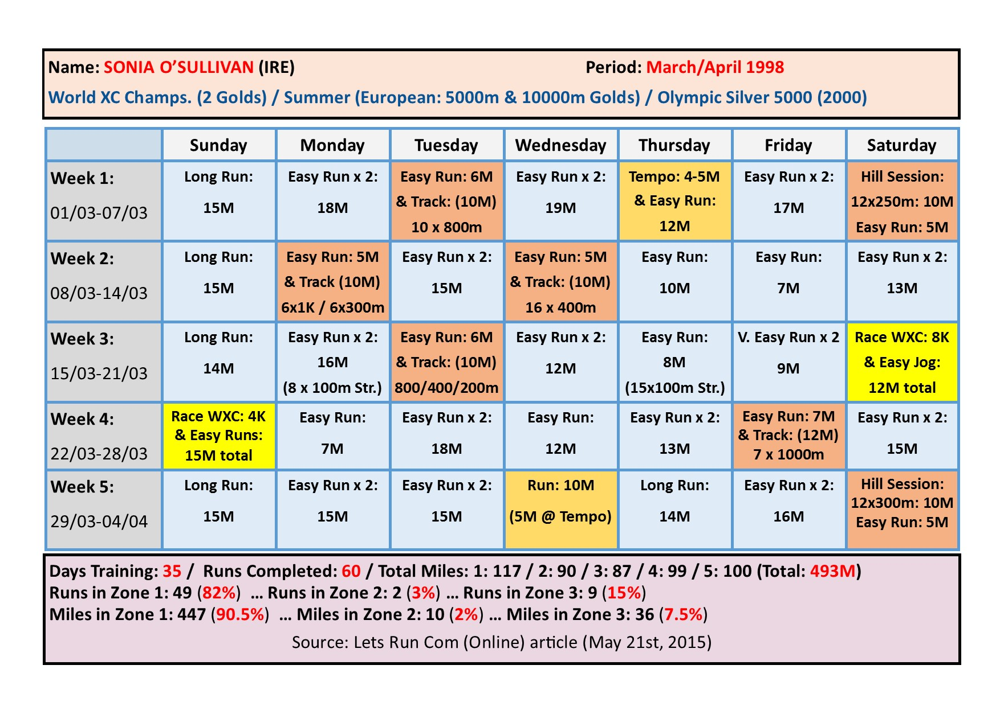 Name: SONIA O’SULLIVAN (IRE) Period: March/April 1998
World XC Champs. (2 Golds) / Summer (European: 5000m & 10000m Golds) / Olympic Silver 5000 (2000)
Sunday Monday Tuesday Wednesday Thursday Friday Saturday
Week 1:
01/03-07/03
Long Run:
15M
Easy Run x 2:
18M
Easy Run: 6M
& Track: (10M)
10 x 800m
Easy Run x 2:
19M
Tempo: 4-5M
& Easy Run:
12M
Easy Run x 2:
17M
Hill Session:
12x250m: 10M
Easy Run: 5M
Week 2:
08/03-14/03
Long Run:
15M
Easy Run: 5M
& Track (10M)
6x1K / 6x300m
Easy Run x 2:
15M
Easy Run: 5M
& Track: (10M)
16 x 400m
Easy Run:
10M
Easy Run:
7M
Easy Run x 2:
13M
Week 3:
15/03-21/03
Long Run:
14M
Easy Run x 2:
16M
(8 x 100m Str.)
Easy Run: 6M
& Track: (10M)
800/400/200m
Easy Run x 2:
12M
Easy Run:
8M
(15x100m Str.)
V. Easy Run x 2
9M
Race WXC: 8K
& Easy Jog:
12M total
Week 4:
22/03-28/03
Race WXC: 4K
& Easy Runs:
15M total
Easy Run:
7M
Easy Run x 2:
18M
Easy Run:
12M
Easy Run x 2:
13M
Easy Run: 7M
& Track: (12M)
7 x 1000m
Easy Run x 2:
15M
Week 5:
29/03-04/04
Long Run:
15M
Easy Run x 2:
15M
Easy Run x 2:
15M
Run: 10M
(5M @ Tempo)
Long Run:
14M
Easy Run x 2:
16M
Hill Session:
12x300m: 10M
Easy Run: 5M
Days Training: 35 / Runs Completed: 60 / Total Miles: 1: 117 / 2: 90 / 3: 87 / 4: 99 / 5: 100 (Total: 493M)
Runs in Zone 1: 49 (82%) ... Runs in Zone 2: 2 (3%) ... Runs in Zone 3: 9 (15%)
Miles in Zone 1: 447 (90.5%) ... Miles in Zone 2: 10 (2%) ... Miles in Zone 3: 36 (7.5%)
Source: Lets Run Com (Online) article (May 21st, 2015)